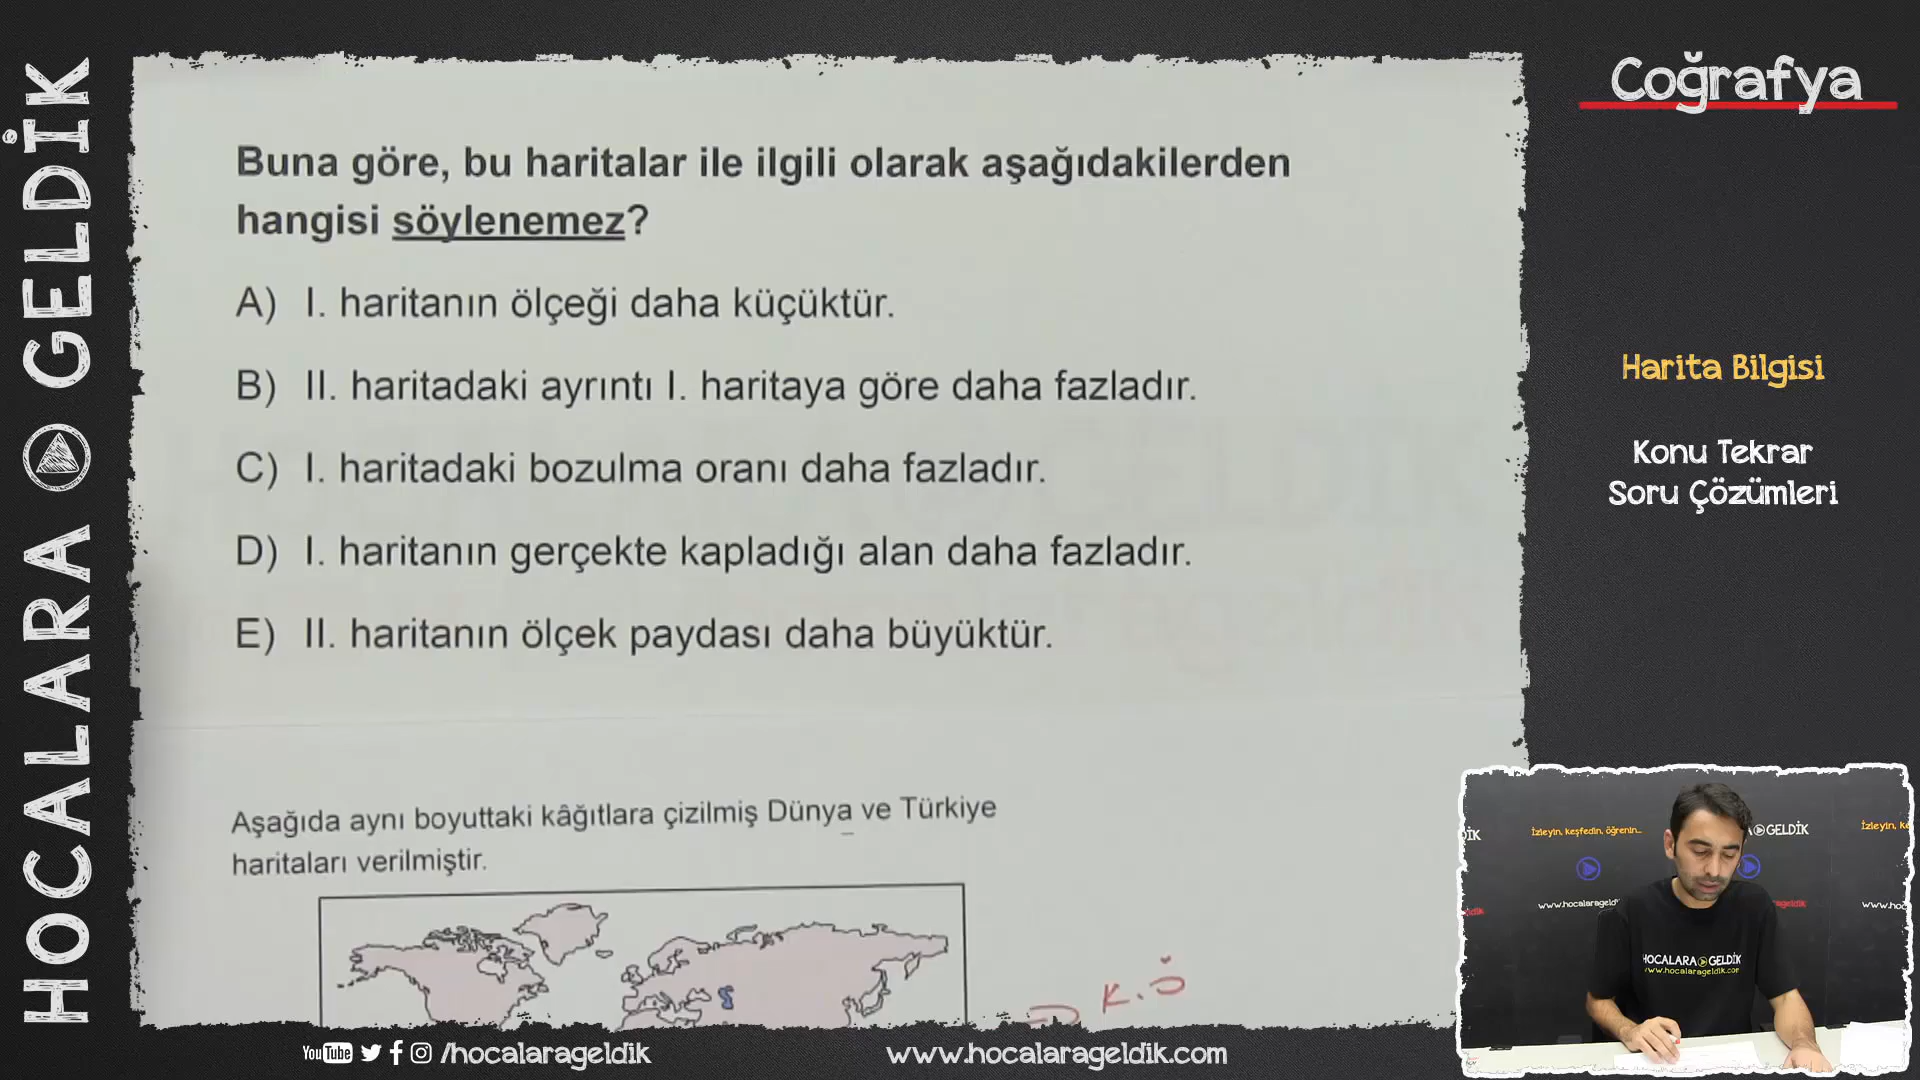 HOCALARA GELDİK
Coğrafya
Buna göre, bu haritalar ile ilgili olarak aşağıdakilerden
hangisi söylenemez?
A) I. haritanın ölçeği daha küçüktür.
B) II. haritadaki ayrıntı I. haritaya göre daha fazladır.
C) I. haritadaki bozulma oranı daha fazladır.
D) I. haritanın gerçekte kapladığı alan daha fazladır.
E) II. haritanın ölçek paydası daha büyüktür.
Harita Bilgisi
Konu Tekrar
Soru Çözümleri
Aşağıda aynı boyuttaki kâğıtlara çizilmiş Dünya ve Türkiye
haritaları verilmiştir.
K.Ö
İzleyin, keşfedin, öğrenin...
GELDİK
HOCALARA GELDİK
www.hocalarageldik.com
YouTube /hocalarageldik
www.hocalarageldik.com